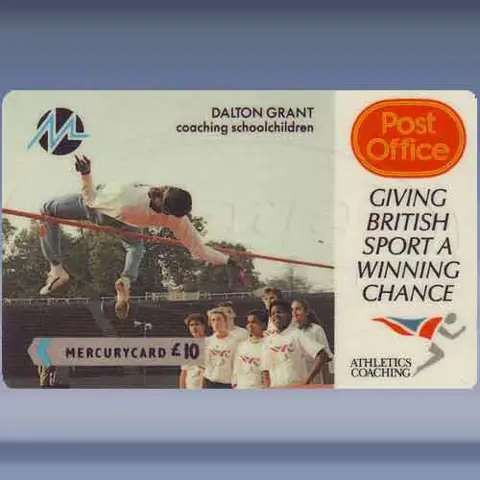 DALTON GRANT
coaching schoolchildren
Post
Office
GIVING
BRITISH
SPORT A
WINNING
CHANCE
MERCURYCARD £10
ATHLETICS
COACHING